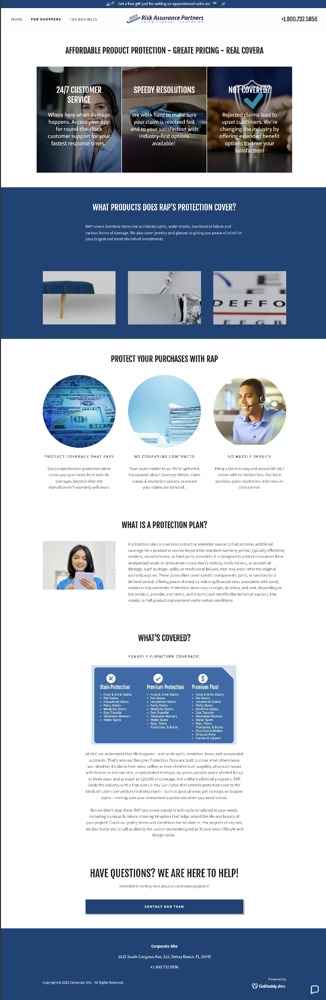 Get a free gift just for setting an appointment with us!
HOME FOR SHOPPERS FOR BUSINESS
Risk Assurance Partners
VALUE THROUGH INNOVATION
+1.800.732.5856
AFFORDABLE PRODUCT PROTECTION - GREATE PRICING - REAL COVERA
24/7 CUSTOMER
SERVICE
Where here when damage
happens. Access your app
for round-the-clock
customer support for your
fastest response times.
SPEEDY RESOLUTIONS
We work hard to make sure
your claim is resolved fast
and to your satisfaction with
industry-first options
available!
NOT COVERED?
Rejected claims lead to
upset customers. We're
changing the industry by
offering extended benefit
options to drive your
satisfaction!
WHAT PRODUCTS DOES RAP'S PROTECTION COVER?
RAP covers furniture items like accidental spills, water marks, mechanical failure and
various forms of damage. We also cover jewelry and glasses to giving you peace of mind for
your largest and most cherished investments.
DEFFO
EFGB
PROTECT YOUR PURCHASES WITH RAP
PRODUCT COVERAGE THAT PAYS
Our comprehensive protection plans
cover your purchases from real-life
damages, beyond what the
manufacturer's warranty will cover.
NO CONFUSING CONTRACTS
Your issues matter to us. We're upfront &
transparent about coverage details, claim
status, & resolution options to ensure
your claims are handled.
NO HASSLE SERVICE
Filing a claim is easy and accessible 24/7
online with no hidden fees. Our team
provides quick resolutions with best-in-
class service.
WHAT IS A PROTECTION PLAN?
A protection plan is a service contract or extended warranty that provides additional
coverage for a product or service beyond the standard warranty period, typically offered by
retailers, manufacturers, or third-party providers. It is designed to protect consumers from
unexpected repair or replacement costs due to defects, malfunctions, or accidental
damage, such as drops, spills, or mechanical failures, that may occur after the original
warranty expires. These plans often cover specific components, parts, or services for a
defined period, offering peace of mind by reducing financial risks associated with costly
repairs or replacements. Protection plans vary in scope, duration, and cost, depending on
the product, provider, and terms, and may include benefits like technical support, free
repairs, or full product replacement under certain conditions.
WHAT'S COVERED?
EXAMPLE FURNITURE COVERAGE:
Stain Protection
• Food & Drink Stains
• Pet Stains
• Household Stains
• Party Stains
• Medicine Stains
• Dye Transfer
• Washable Markers
• Water Spots
Premium Protection
• Food & Drink Stains
• Pet Stains
• Household Stains
• Party Stains
• Medicine Stains
• Dye Transfer
• Washable Markers
• Water Spots
• Rips, Tears,
Punctures, & Burns
$
Premium Plus!
• Food & Drink Stains
• Pet Stains
• Household Stains
• Party Stains
• Medicine Stains
• Dye Transfer
• Washable Markers
• Water Spots
• Rips, Tears,
Punctures, & Burns
• Electrical & Motion
• Strucual Parts
• Frames & Zippers
At RAP, we understand that life happens – and so do spills, scratches, tears, and unexpected
accidents. That's why our Designer Protection Plans are built to cover what others leave
out. Whether it's stains from wine, coffee, or even children's art supplies, structural issues
with frames or mechanisms, or pet-related mishaps, our plans provide peace of mind for up
to three years and as much as $20,000 of coverage. And unlike traditional programs, RAP
leads the industry with a first-ever Co-Pay Tier 2 plan that extends protection even to the
kinds of claims competitors routinely reject – such as gradual wear, pet damage, or tougher
stains – making sure your investment is protected when you need it most.
But we didn't stop there. RAP sets a new standard with options tailored to your needs,
including a unique furniture cleaning kit option that helps extend the life and beauty of
your project! Check our policy terms and conditions for full details. For projects of any size,
we also invite you to call us directly for custom quotesdesigned to fit your exact lifestyle and
design vision.
HAVE QUESTIONS? WE ARE HERE TO HELP!
Interested in learning more about our protection programs?
CONTACT OUR TEAM
Corporate Site
1615 South Congress Ave, 315, Delray Beach, FL 33445
+1.800.732.5856
Copyright © 2025 Corporate Site - All Rights Reserved.
Powered by
GoDaddy Airo